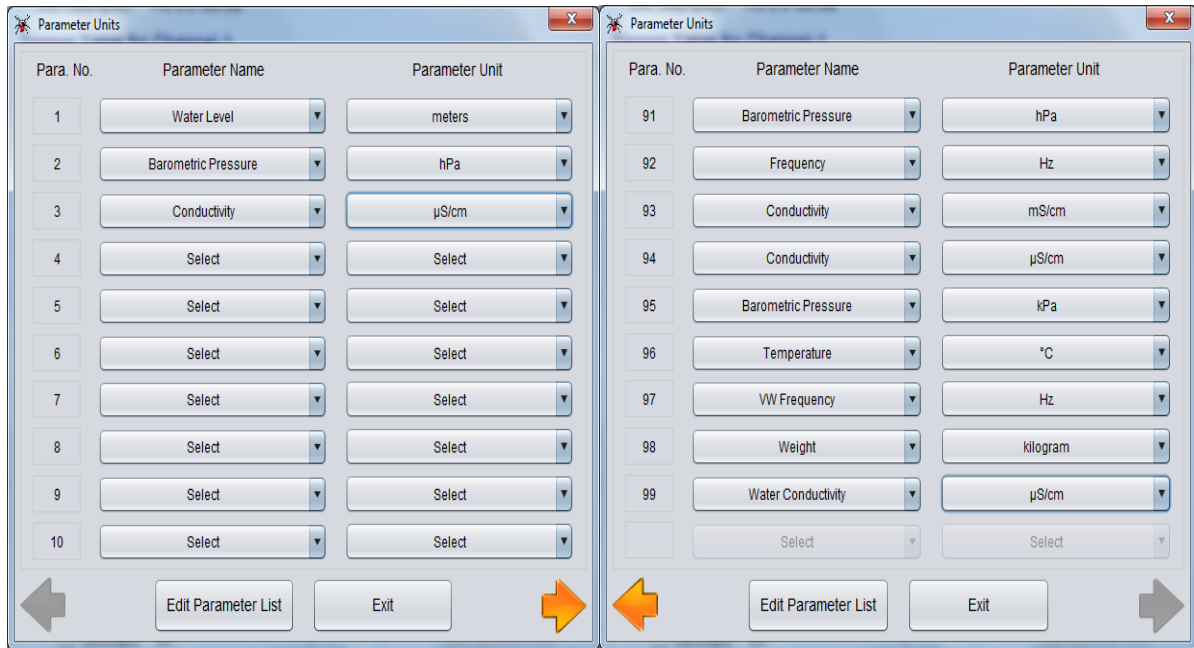 Parameter Units
X
Para. No. Parameter Name Parameter Unit
1 Water Level meters
2 Barometric Pressure hPa
3 Conductivity µS/cm
4 Select Select
5 Select Select
6 Select Select
7 Select Select
8 Select Select
9 Select Select
10 Select Select
Edit Parameter List Exit
Parameter Units
X
Para. No. Parameter Name Parameter Unit
91 Barometric Pressure hPa
92 Frequency Hz
93 Conductivity mS/cm
94 Conductivity µS/cm
95 Barometric Pressure kPa
96 Temperature °C
97 VW Frequency Hz
98 Weight kilogram
99 Water Conductivity µS/cm
Select Select
Edit Parameter List Exit